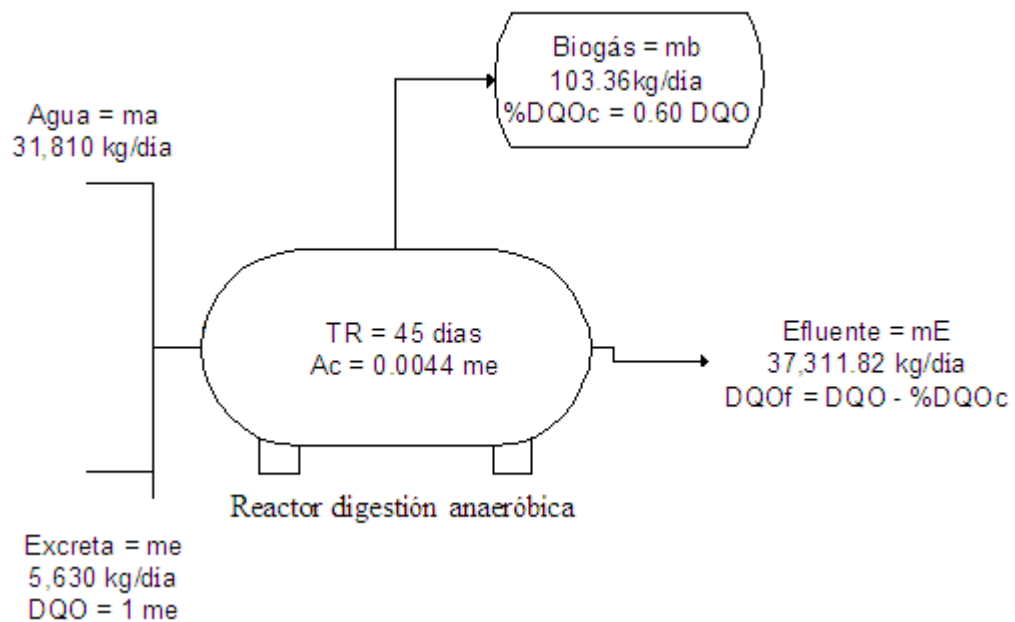 Biogás = mb
103.36kg/día
%DQOc = 0.60 DQO
Agua = ma
31,810 kg/día
TR = 45 días
Ac = 0.0044 me
Efluente = mE
37,311.82 kg/día
DQOf = DQO - %DQOc
Reactor digestión anaeróbica
Excreta = me
5,630 kg/día
DQO = 1 me